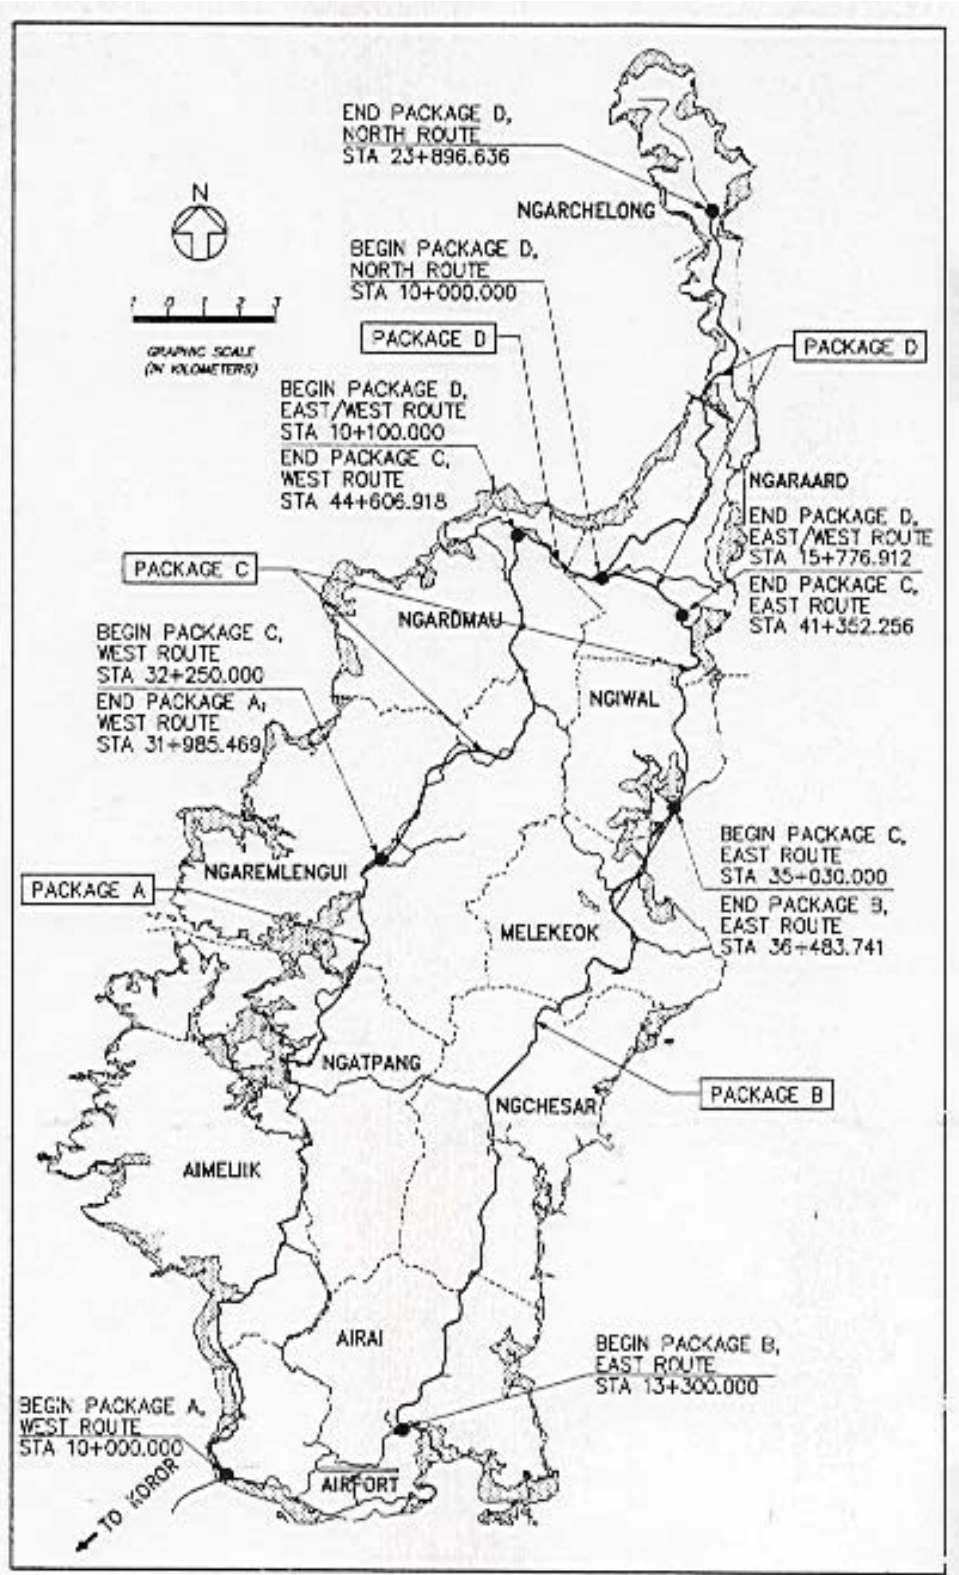 END PACKAGE D,
NORTH ROUTE
STA 23+896.636
N
NGARCHELONG
BEGIN PACKAGE D,
NORTH ROUTE
STA 10+000.000
1 0 1 2 3
GRAPHIC SCALE
(IN KILOMETERS)
PACKAGE D
PACKAGE D
BEGIN PACKAGE D,
EAST/WEST ROUTE
STA 10+100.000
END PACKAGE C,
WEST ROUTE
STA 44+606.918
NGARAARD
END PACKAGE D,
EAST/WEST ROUTE
STA 15+776.912
END PACKAGE C,
EAST ROUTE
STA 41+352.256
PACKAGE C
NGARDMAU
BEGIN PACKAGE C,
WEST ROUTE
STA 32+250.000
END PACKAGE A,
WEST ROUTE
STA 31+985.469
NGIWAL
BEGIN PACKAGE C,
EAST ROUTE
STA 35+030.000
END PACKAGE B,
EAST ROUTE
STA 36+483.741
NGAREMLENGUI
PACKAGE A
MELEKEOK
NGATPANG
PACKAGE B
NGCHESAR
AIMELIIK
AIRAI
BEGIN PACKAGE B,
EAST ROUTE
STA 13+300.000
BEGIN PACKAGE A,
WEST ROUTE
STA 10+000.000
AIRPORT
TO KOROR